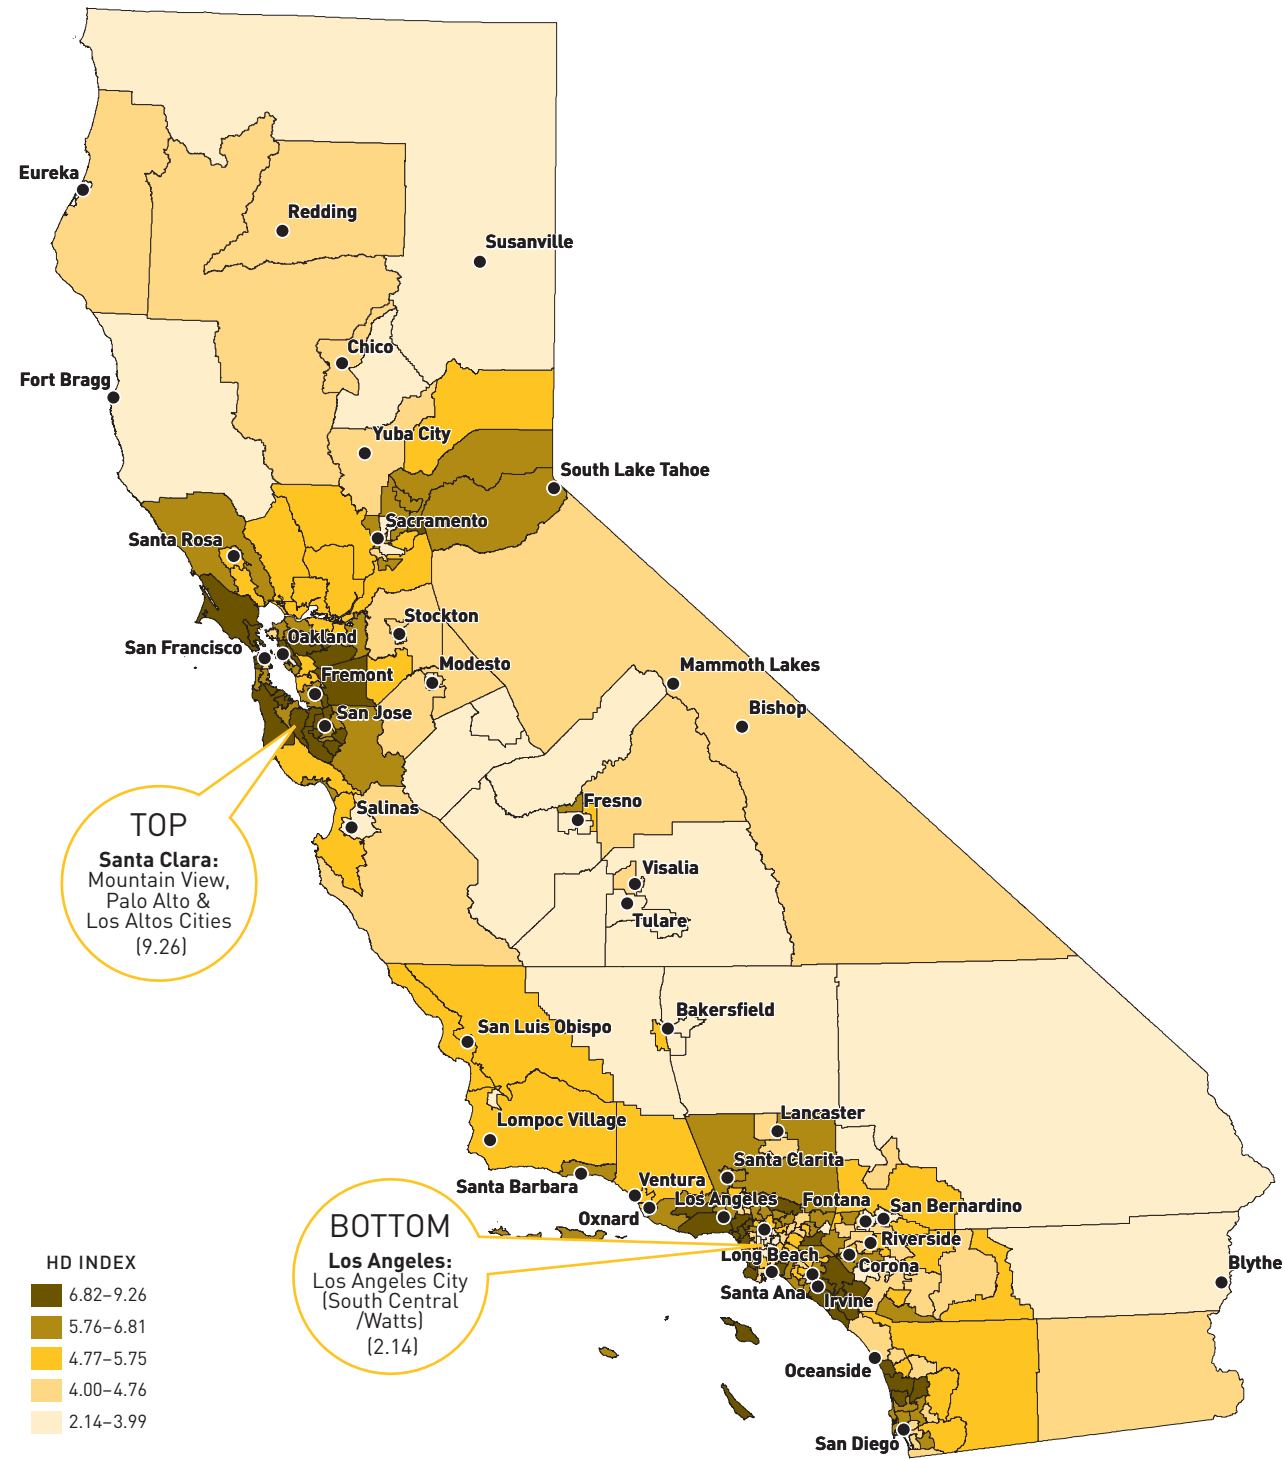 Eureka
Redding
Susanville
Chico
Fort Bragg
Yuba City
South Lake Tahoe
Sacramento
Santa Rosa
Stockton
San Francisco
Oakland
Modesto
Mammoth Lakes
Fremont
Bishop
San Jose
TOP
Santa Clara:
Mountain View,
Palo Alto &
Los Altos Cities
(9.26)
Salinas
Fresno
Visalia
Tulare
Bakersfield
San Luis Obispo
Lancaster
Lompoc Village
Santa Clarita
Santa Barbara
Ventura
Los Angeles
Fontana
San Bernardino
Oxnard
BOTTOM
Los Angeles:
Los Angeles City
(South Central
/Watts)
(2.14)
Riverside
Long Beach
Corona
Blythe
Santa Ana
Irvine
Oceanside
San Diego
HD INDEX
6.82–9.26
5.76–6.81
4.77–5.75
4.00–4.76
2.14–3.99